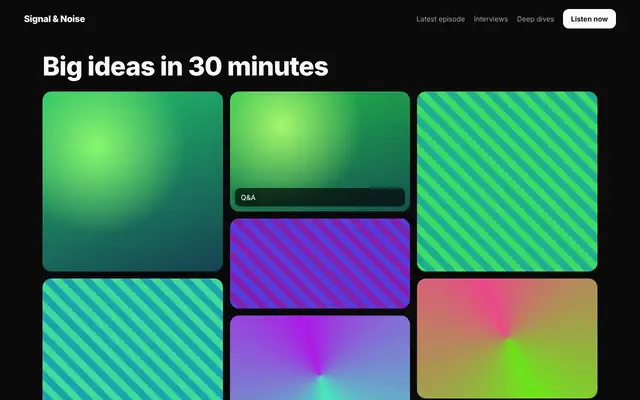 Signal & Noise
Latest episode
Interviews
Deep dives
Listen now
Big ideas in 30 minutes
Q&A